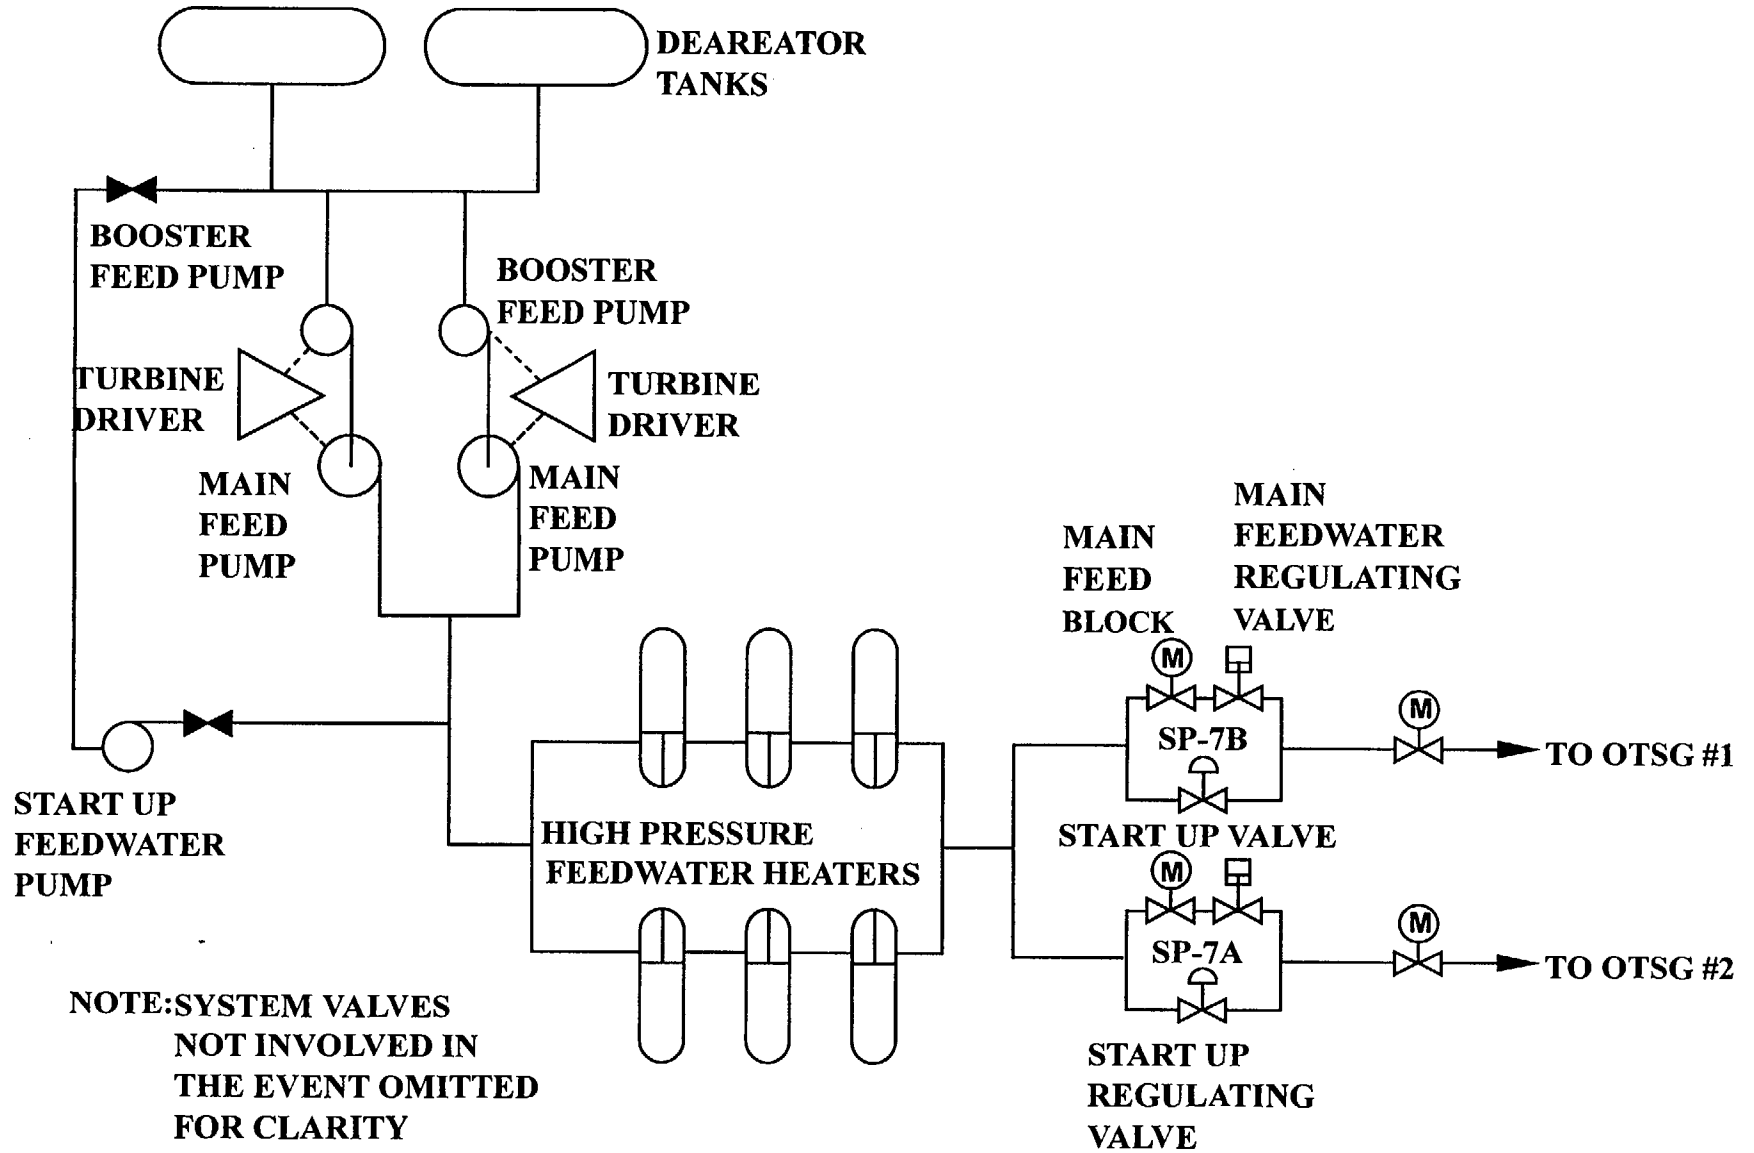 DEAREATOR
TANKS
BOOSTER
FEED PUMP
BOOSTER
FEED PUMP
TURBINE
DRIVER
TURBINE
DRIVER
MAIN
FEED
PUMP
MAIN
FEED
PUMP
MAIN
FEED
BLOCK
MAIN
FEEDWATER
REGULATING
VALVE
M
M
SP-7B
TO OTSG #1
START UP VALVE
START UP
FEEDWATER
PUMP
HIGH PRESSURE
FEEDWATER HEATERS
M
M
SP-7A
TO OTSG #2
START UP
REGULATING
VALVE
NOTE: SYSTEM VALVES
NOT INVOLVED IN
THE EVENT OMITTED
FOR CLARITY